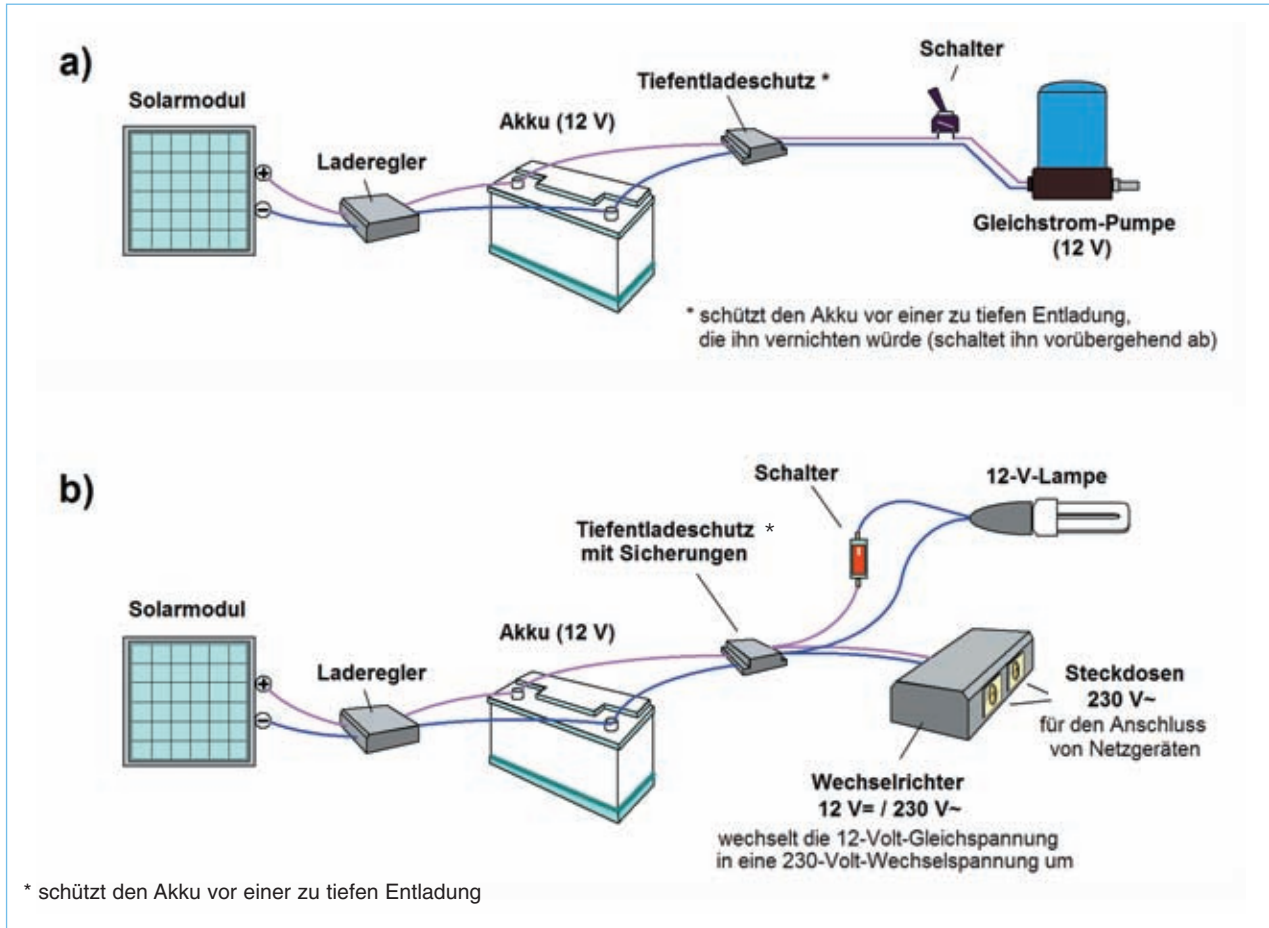 a)
Solarmodul
Laderegler
Akku (12 V)
Tiefentladeschutz *
Schalter
Gleichstrom-Pumpe
(12 V)
* schützt den Akku vor einer zu tiefen Entladung,
die ihn vernichten würde (schaltet ihn vorübergehend ab)
b)
Solarmodul
Laderegler
Akku (12 V)
Tiefentladeschutz *
mit Sicherungen
Schalter
12-V-Lampe
Steckdosen
230 V~
für den Anschluss
von Netzgeräten
Wechselrichter
12 V= / 230 V~
wechselt die 12-Volt-Gleichspannung
in eine 230-Volt-Wechselspannung um
* schützt den Akku vor einer zu tiefen Entladung